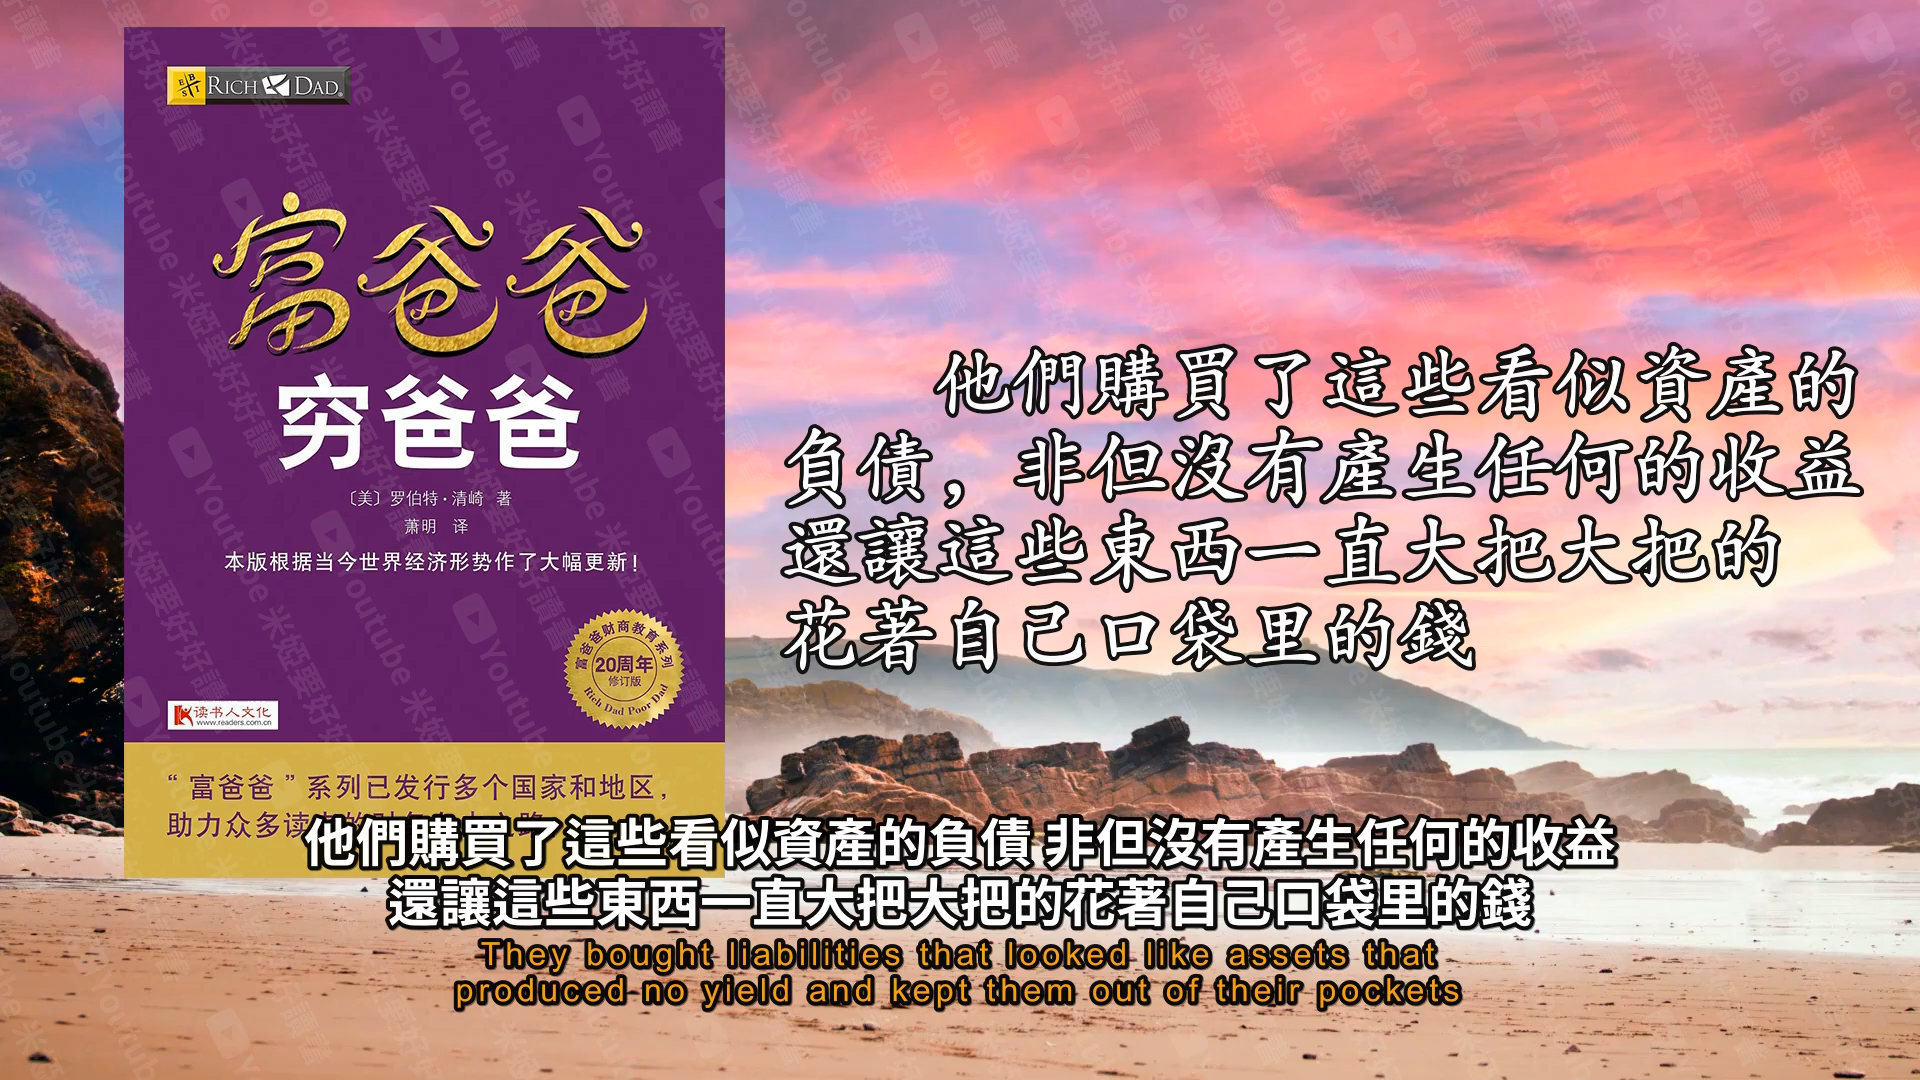 RICH DAD
富爸爸
穷爸爸
〔美〕罗伯特·清崎 著
萧明 译
本版根据当今世界经济形势作了大幅更新!
富爸爸财商教育系列
20周年
修订版
Rich Dad Poor Dad
读书人文化
www.readers.com.cn
“富爸爸”系列已发行多个国家和地区,
助力众多读
他們購買了這些看似資產的
負債,非但沒有產生任何的收益
還讓這些東西一直大把大把的
花著自己口袋里的錢
他們購買了這些看似資產的負債 非但沒有產生任何的收益
還讓這些東西一直大把大把的花著自己口袋里的錢
They bought liabilities that looked like assets that
produced no yield and kept them out of their pockets
Youtube 米婭要好好讀書